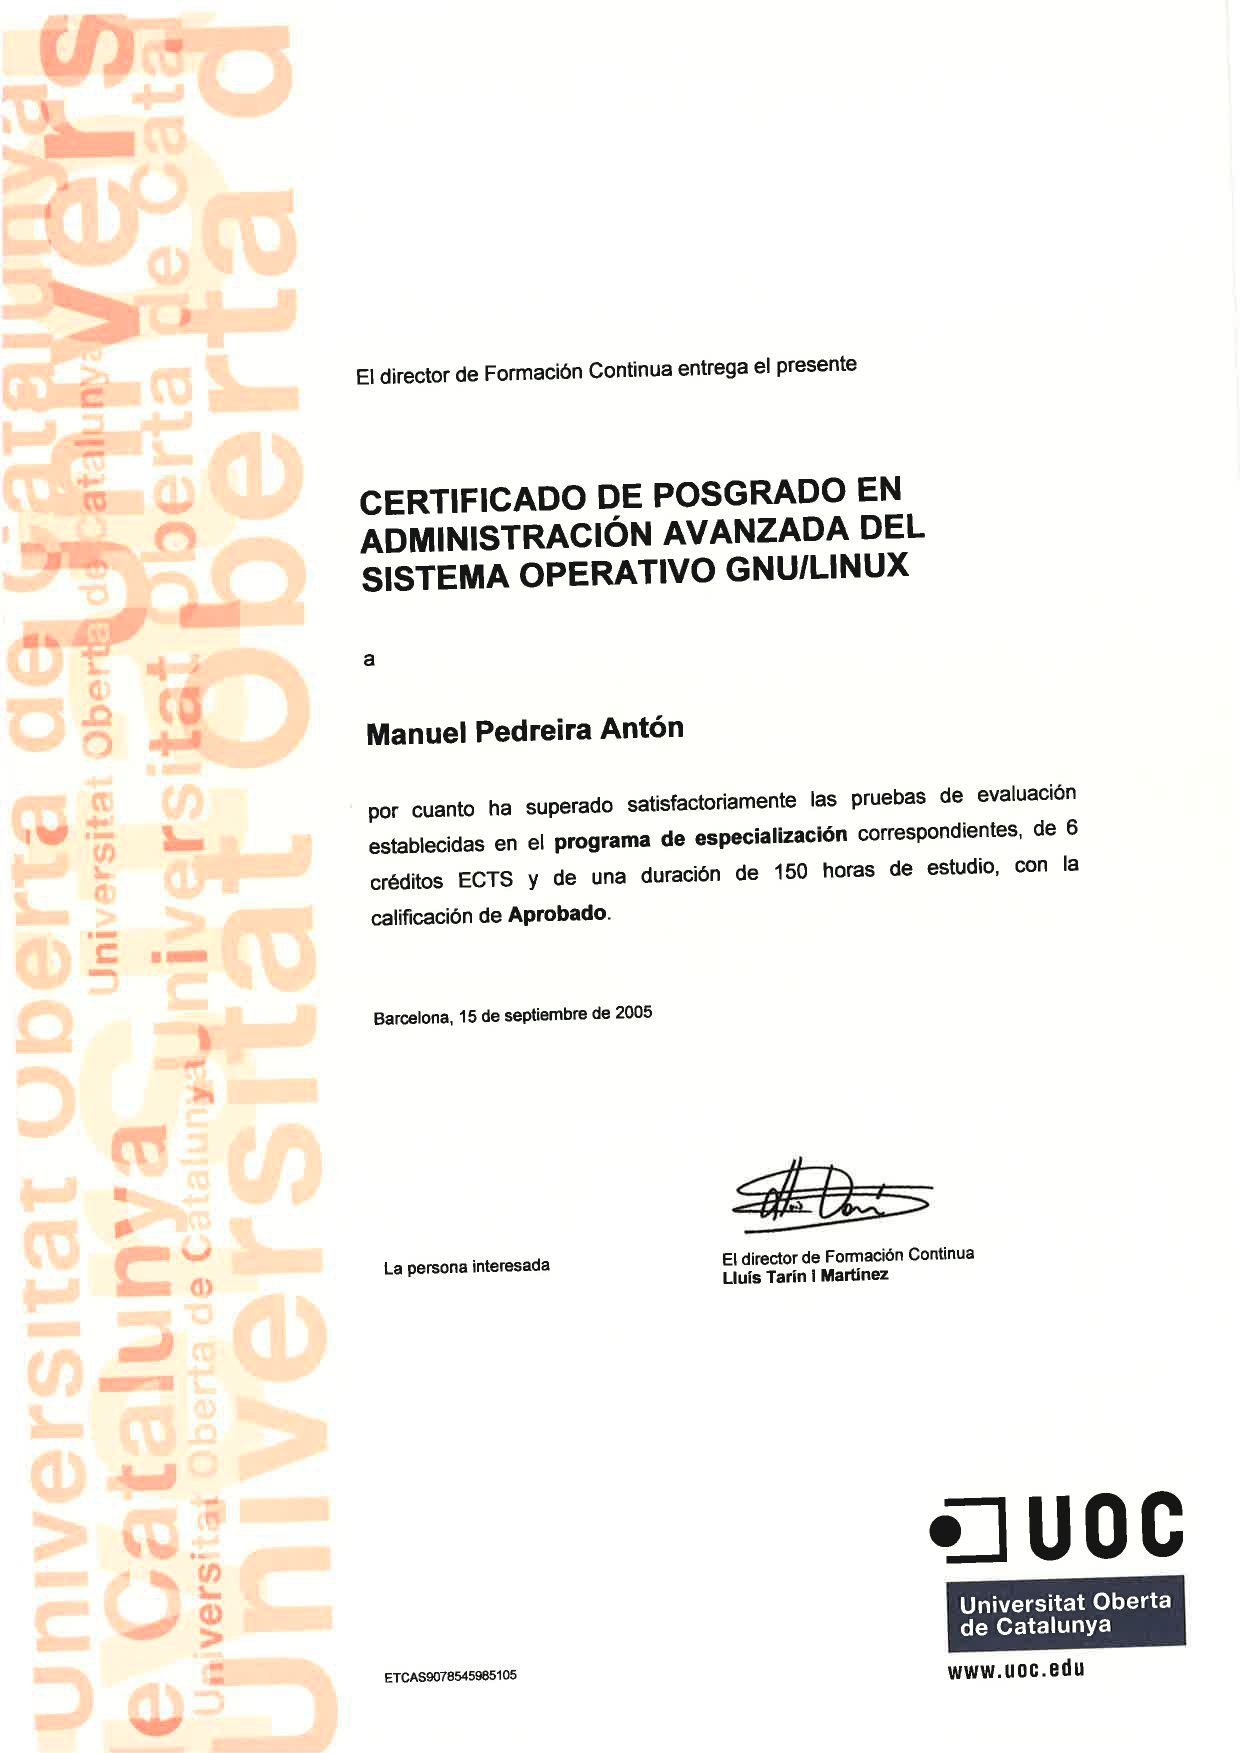 El director de Formación Continua entrega el presente
CERTIFICADO DE POSGRADO EN
ADMINISTRACIÓN AVANZADA DEL
SISTEMA OPERATIVO GNU/LINUX
a
Manuel Pedreira Antón
por cuanto ha superado satisfactoriamente las pruebas de evaluación
establecidas en el programa de especialización correspondientes, de 6
créditos ECTS y de una duración de 150 horas de estudio, con la
calificación de Aprobado.
Barcelona, 15 de septiembre de 2005
La persona interesada
El director de Formación Continua
Lluís Tarín i Martínez
UOC
Universitat Oberta
de Catalunya
www.uoc.edu
ETCAS9078545985105
Universitat Oberta de Catalunya
e Catalunya
Universitat Oberta de Catalunya
Universitat Oberta de Catal
Universitat Oberta de Catalunya
Universitat Oberta d
Univers